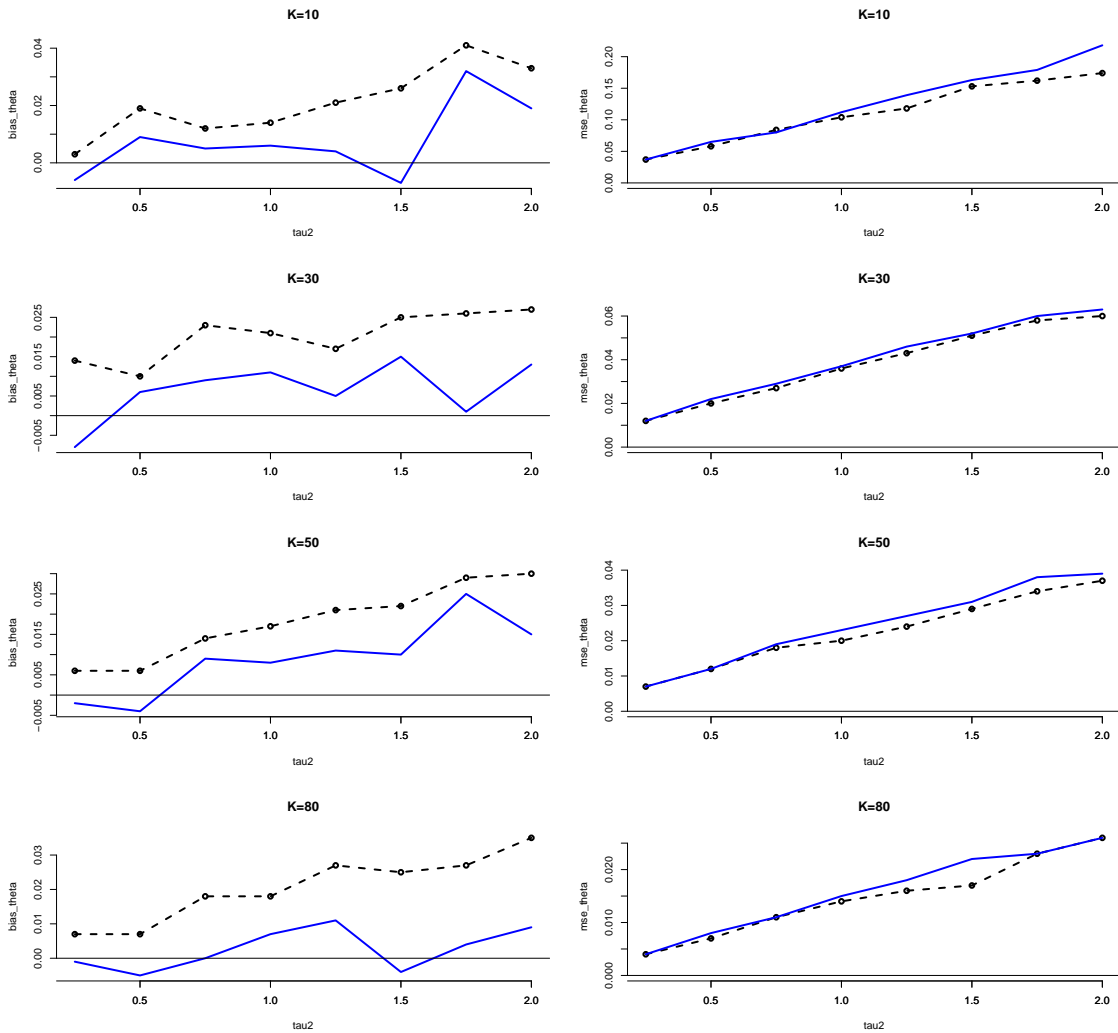 K=10
bias_theta
0.00
0.02
0.04
0.5
1.0
1.5
2.0
tau2
K=10
mse_theta
0.00
0.05
0.10
0.15
0.20
0.5
1.0
1.5
2.0
tau2
K=30
bias_theta
−0.005
0.005
0.015
0.025
0.5
1.0
1.5
2.0
tau2
K=30
mse_theta
0.00
0.02
0.04
0.06
0.5
1.0
1.5
2.0
tau2
K=50
bias_theta
−0.005
0.005
0.015
0.025
0.5
1.0
1.5
2.0
tau2
K=50
mse_theta
0.00
0.01
0.02
0.03
0.04
0.5
1.0
1.5
2.0
tau2
K=80
bias_theta
0.00
0.01
0.02
0.03
0.5
1.0
1.5
2.0
tau2
K=80
mse_theta
0.000
0.010
0.020
0.5
1.0
1.5
2.0
tau2